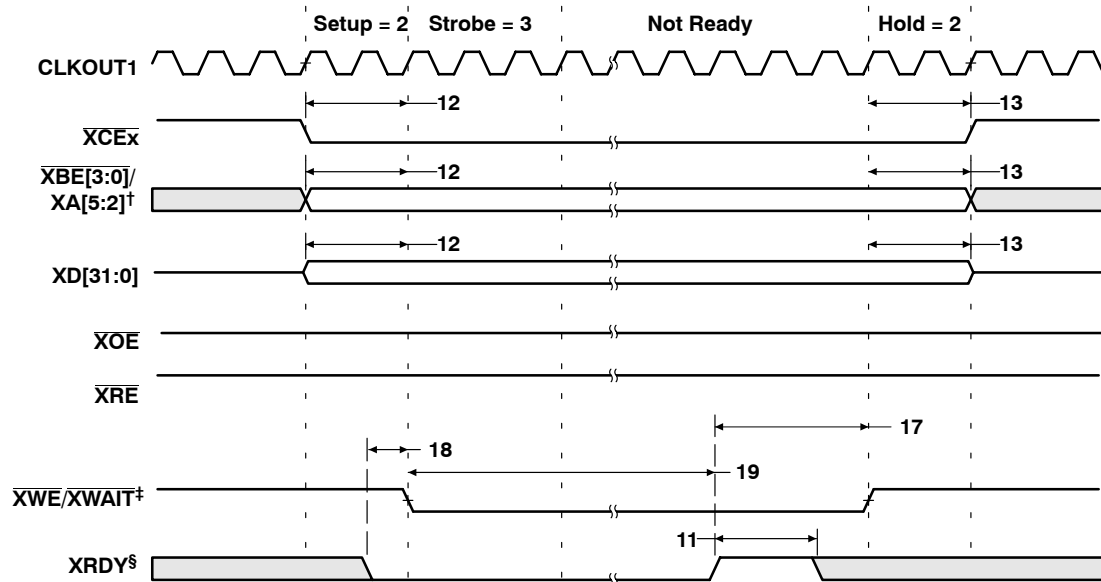 Setup = 2 Strobe = 3 Not Ready Hold = 2
CLKOUT1
12 13
XCEx
XBE[3:0]/
12 13
XA[5:2]†
12 13
XD[31:0]
XOE
XRE
17
18
19
XWE/XWAIT‡
11
XRDY§